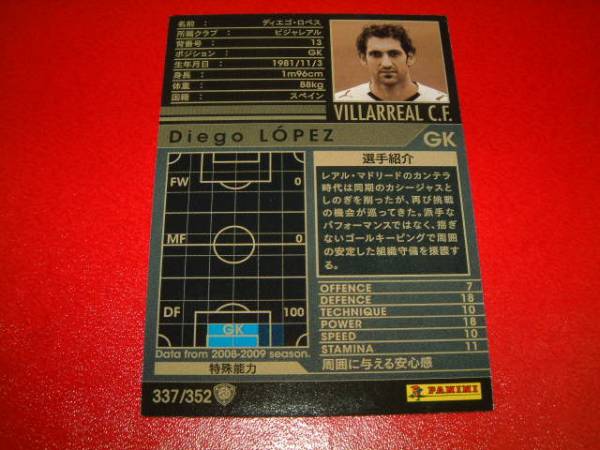 名前 : ディエゴ・ロペス
所属クラブ : ビジャレアル
背番号 : 13
ポジション : GK
生年月日 : 1981/11/3
身長 : 1m96cm
体重 : 88kg
国籍 : スペイン
VILLARREAL C.F.
Diego LÓPEZ
GK
FW 0
MF 0
DF 100
GK
Data from 2008-2009 season.
選手紹介
レアル・マドリードのカンテラ
時代は同期のカシージャスと
しのぎを削ったが、再び挑戦
の機会が巡ってきた。派手な
パフォーマンスではなく、揺ぎ
ないゴールキーピングで周囲
の安定した組織守備を援護す
る。
OFFENCE 7
DEFENCE 18
TECHNIQUE 10
POWER 18
SPEED 10
STAMINA 11
特殊能力
周囲に与える安心感
337/352
PANINI